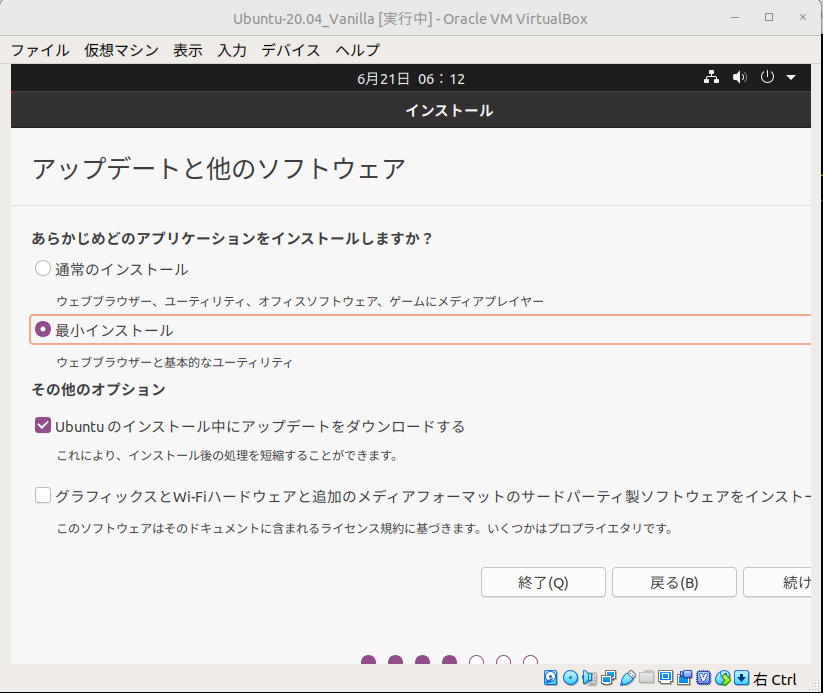 Ubuntu-20.04_Vanilla [実行中] - Oracle VM VirtualBox
ファイル 仮想マシン 表示 入力 デバイス ヘルプ
6月21日 06：12
インストール
アップデートと他のソフトウェア
あらかじめどのアプリケーションをインストールしますか？
通常のインストール
ウェブブラウザー、ユーティリティ、オフィスソフトウェア、ゲームにメディアプレイヤー
最小インストール
ウェブブラウザーと基本的なユーティリティ
その他のオプション
Ubuntu のインストール中にアップデートをダウンロードする
これにより、インストール後の処理を短縮することができます。
グラフィックスとWi-Fiハードウェアと追加のメディアフォーマットのサードパーティ製ソフトウェアをインストー
このソフトウェアはそのドキュメントに含まれるライセンス規約に基づきます。いくつかはプロプライエタリです。
終了(Q) 戻る(B) 続け
右 Ctrl